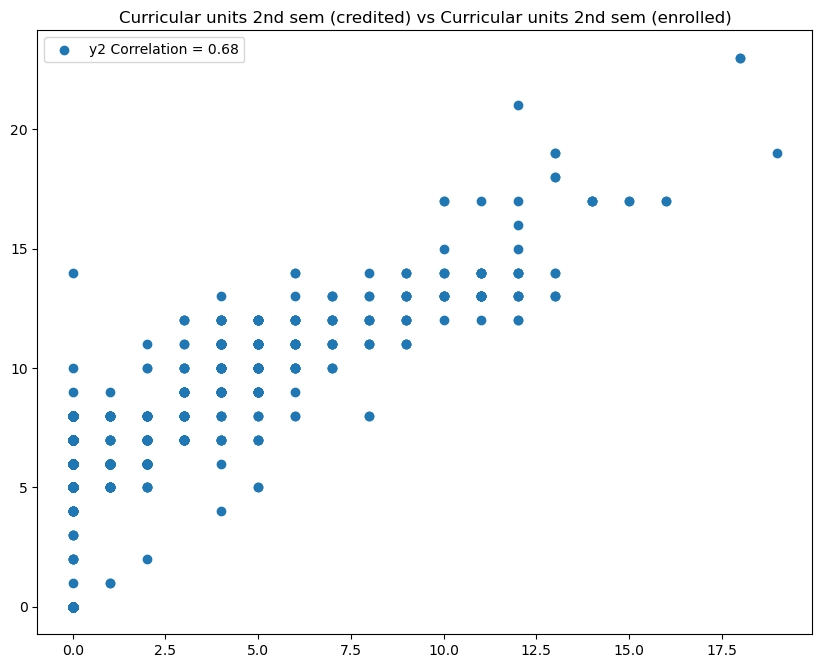 Curricular units 2nd sem (credited) vs Curricular units 2nd sem (enrolled)
y2 Correlation = 0.68
20
15
10
5
0
0.0 2.5 5.0 7.5 10.0 12.5 15.0 17.5